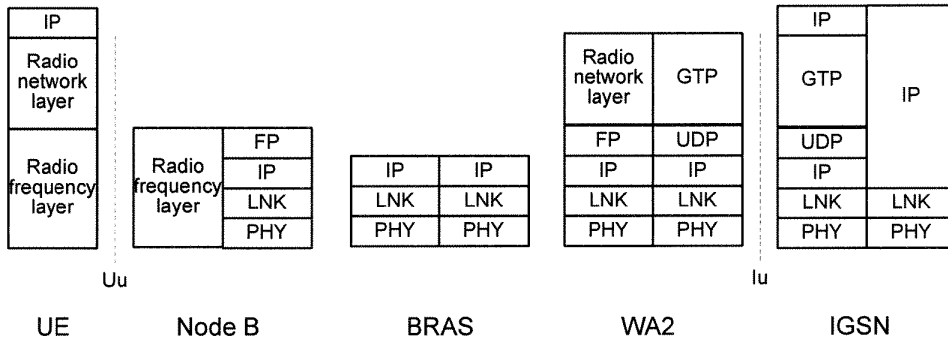 IP
Radio
network
layer
Radio
frequency
layer
Uu
UE
Radio
frequency
layer
FP
IP
LNK
PHY
Node B
IP IP
LNK LNK
PHY PHY
BRAS
Radio
network
layer
GTP
FP UDP
IP IP
LNK LNK
PHY PHY
WA2
Iu
IP
GTP
IP
UDP
IP
LNK LNK
PHY PHY
IGSN